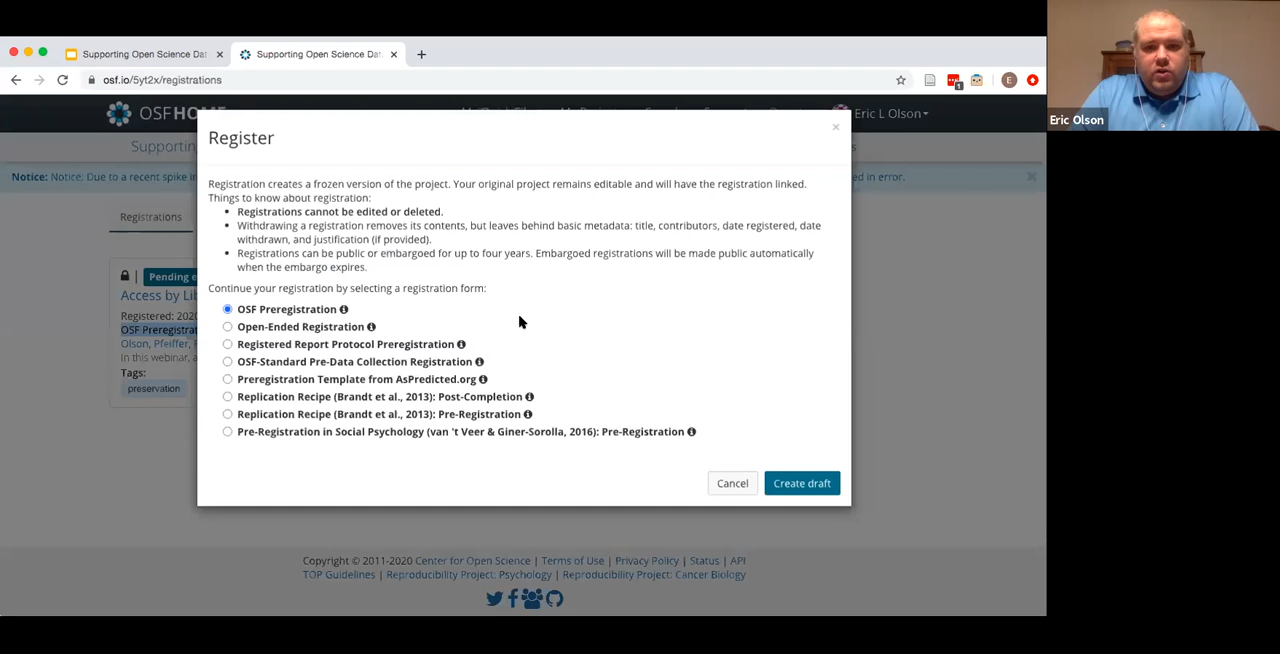 Supporting Open Science Dat
Supporting Open Science Dat
osf.io/5yt2x/registrations
1
E
OSFHO
Eric L Olson
Eric Olson
Register
Supporting
Notice: Notice: Due to a recent spike in
ed in error.
Registration creates a frozen version of the project. Your original project remains editable and will have the registration linked.
Things to know about registration:
Registrations cannot be edited or deleted.
Withdrawing a registration removes its contents, but leaves behind basic metadata: title, contributors, date registered, date
withdrawn, and justification (if provided).
Registrations can be public or embargoed for up to four years. Embargoed registrations will be made public automatically
when the embargo expires.
Continue your registration by selecting a registration form:
OSF Preregistration
Open-Ended Registration
Registered Report Protocol Preregistration
OSF-Standard Pre-Data Collection Registration
Preregistration Template from AsPredicted.org
Replication Recipe (Brandt et al., 2013): Post-Completion
Replication Recipe (Brandt et al., 2013): Pre-Registration
Pre-Registration in Social Psychology (van 't Veer & Giner-Sorolla, 2016): Pre-Registration
Cancel
Create draft
Registrations
Pending e
Access by Lib
Registered: 202
OSF Preregistrat
Olson, Pfeiffer,
In this webinar, a
Tags:
preservation
Copyright © 2011-2020 Center for Open Science | Terms of Use | Privacy Policy | Status | API
TOP Guidelines | Reproducibility Project: Psychology | Reproducibility Project: Cancer Biology